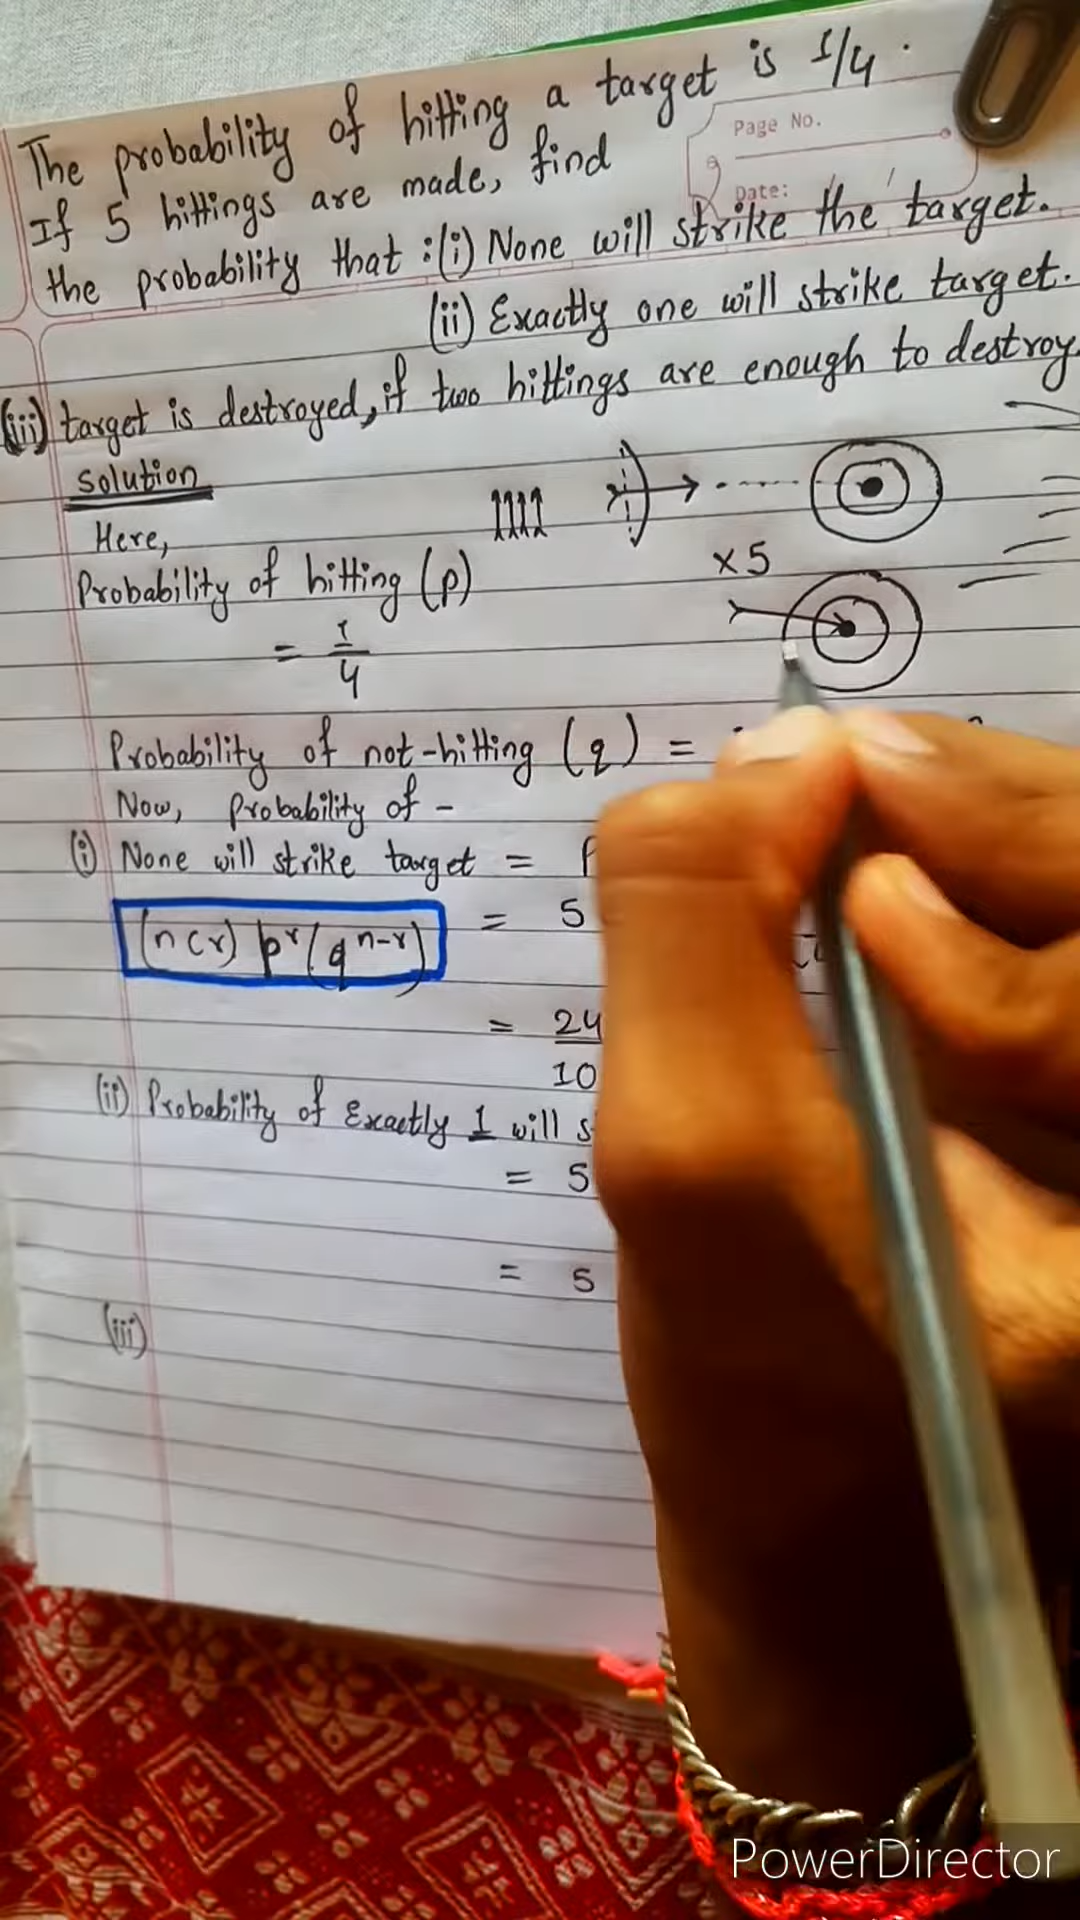 The probability of hitting a target is 1/4.
Page No.
If 5 hittings are made, find
Date:
the probability that :(i) None will strike the target.
(ii) Exactly one will strike target.
(iii) target is destroyed, if two hittings are enough to destroy
Solution
Here,
Probability of hitting (p)
× 5
= 1/4
Probability of not-hitting (q) =
Now, Probability of -
(i) None will strike target = P
(nCr) p^r (q^n-r) = 5
= 24
10
(ii) Probability of Exactly 1 will s
= 5
= 5
(iii)
PowerDirector